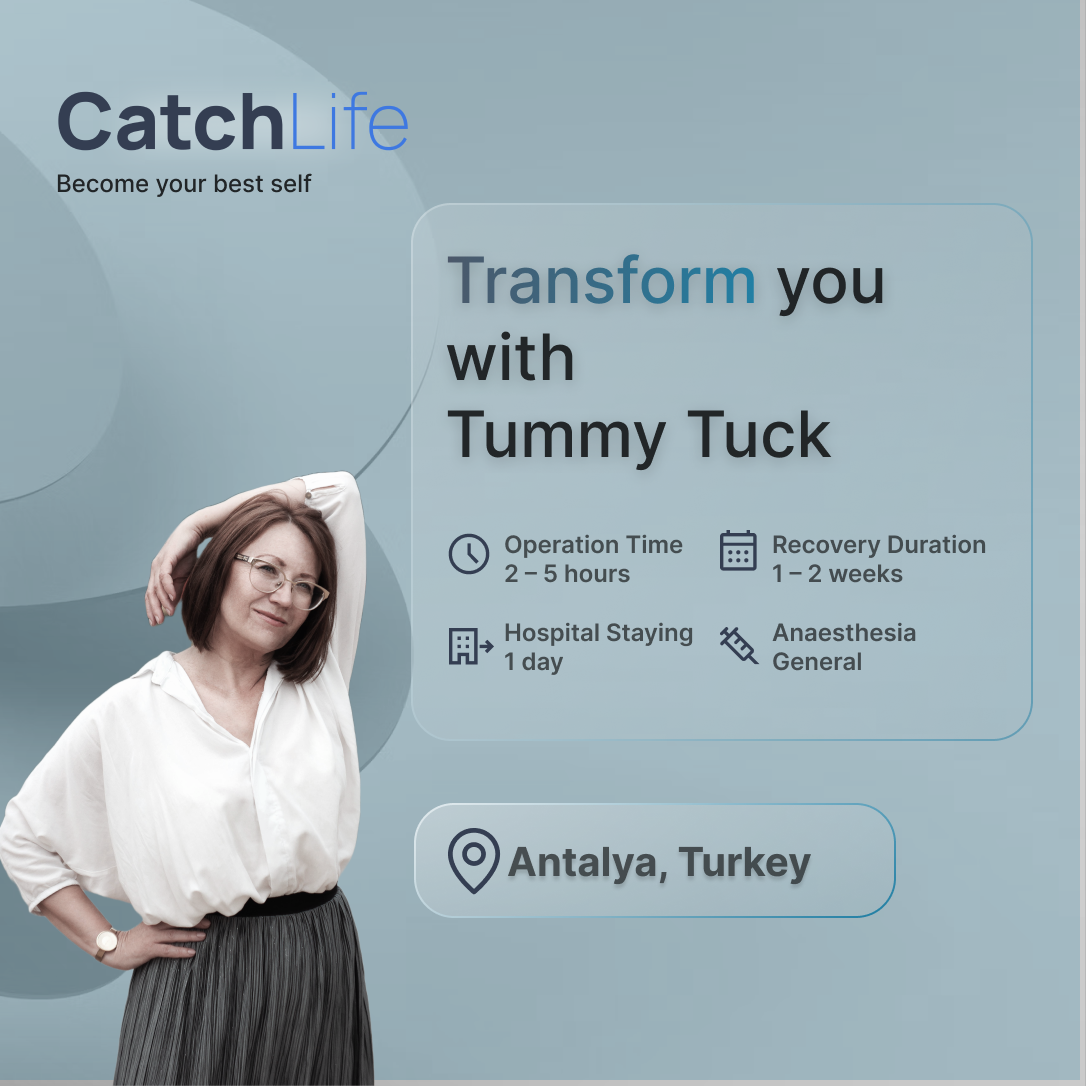 CatchLife
Become your best self
Transform you
with
Tummy Tuck
Operation Time
2 – 5 hours
Recovery Duration
1 – 2 weeks
Hospital Staying
1 day
Anaesthesia
General
Antalya, Turkey